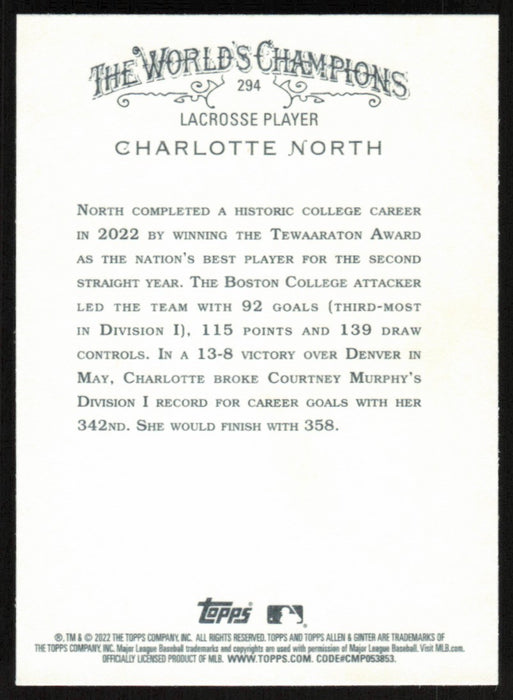 THE WORLD'S CHAMPIONS
294
LACROSSE PLAYER
CHARLOTTE NORTH
NORTH COMPLETED A HISTORIC COLLEGE CAREER
IN 2022 BY WINNING THE TEWAARATON AWARD
AS THE NATION'S BEST PLAYER FOR THE SECOND
STRAIGHT YEAR. THE BOSTON COLLEGE ATTACKER
LED THE TEAM WITH 92 GOALS (THIRD-MOST
IN DIVISION I), 115 POINTS AND 139 DRAW
CONTROLS. IN A 13-8 VICTORY OVER DENVER IN
MAY, CHARLOTTE BROKE COURTNEY MURPHY'S
DIVISION I RECORD FOR CAREER GOALS WITH HER
342ND. SHE WOULD FINISH WITH 358.
topps
®, TM & © 2022 THE TOPPS COMPANY, INC. ALL RIGHTS RESERVED. TOPPS AND TOPPS ALLEN & GINTER ARE TRADEMARKS OF
THE TOPPS COMPANY, INC. Major League Baseball trademarks and copyrights are used with permission of Major League Baseball. Visit MLB.com.
OFFICIALLY LICENSED PRODUCT OF MLB. WWW.TOPPS.COM. CODE#CMP053853.